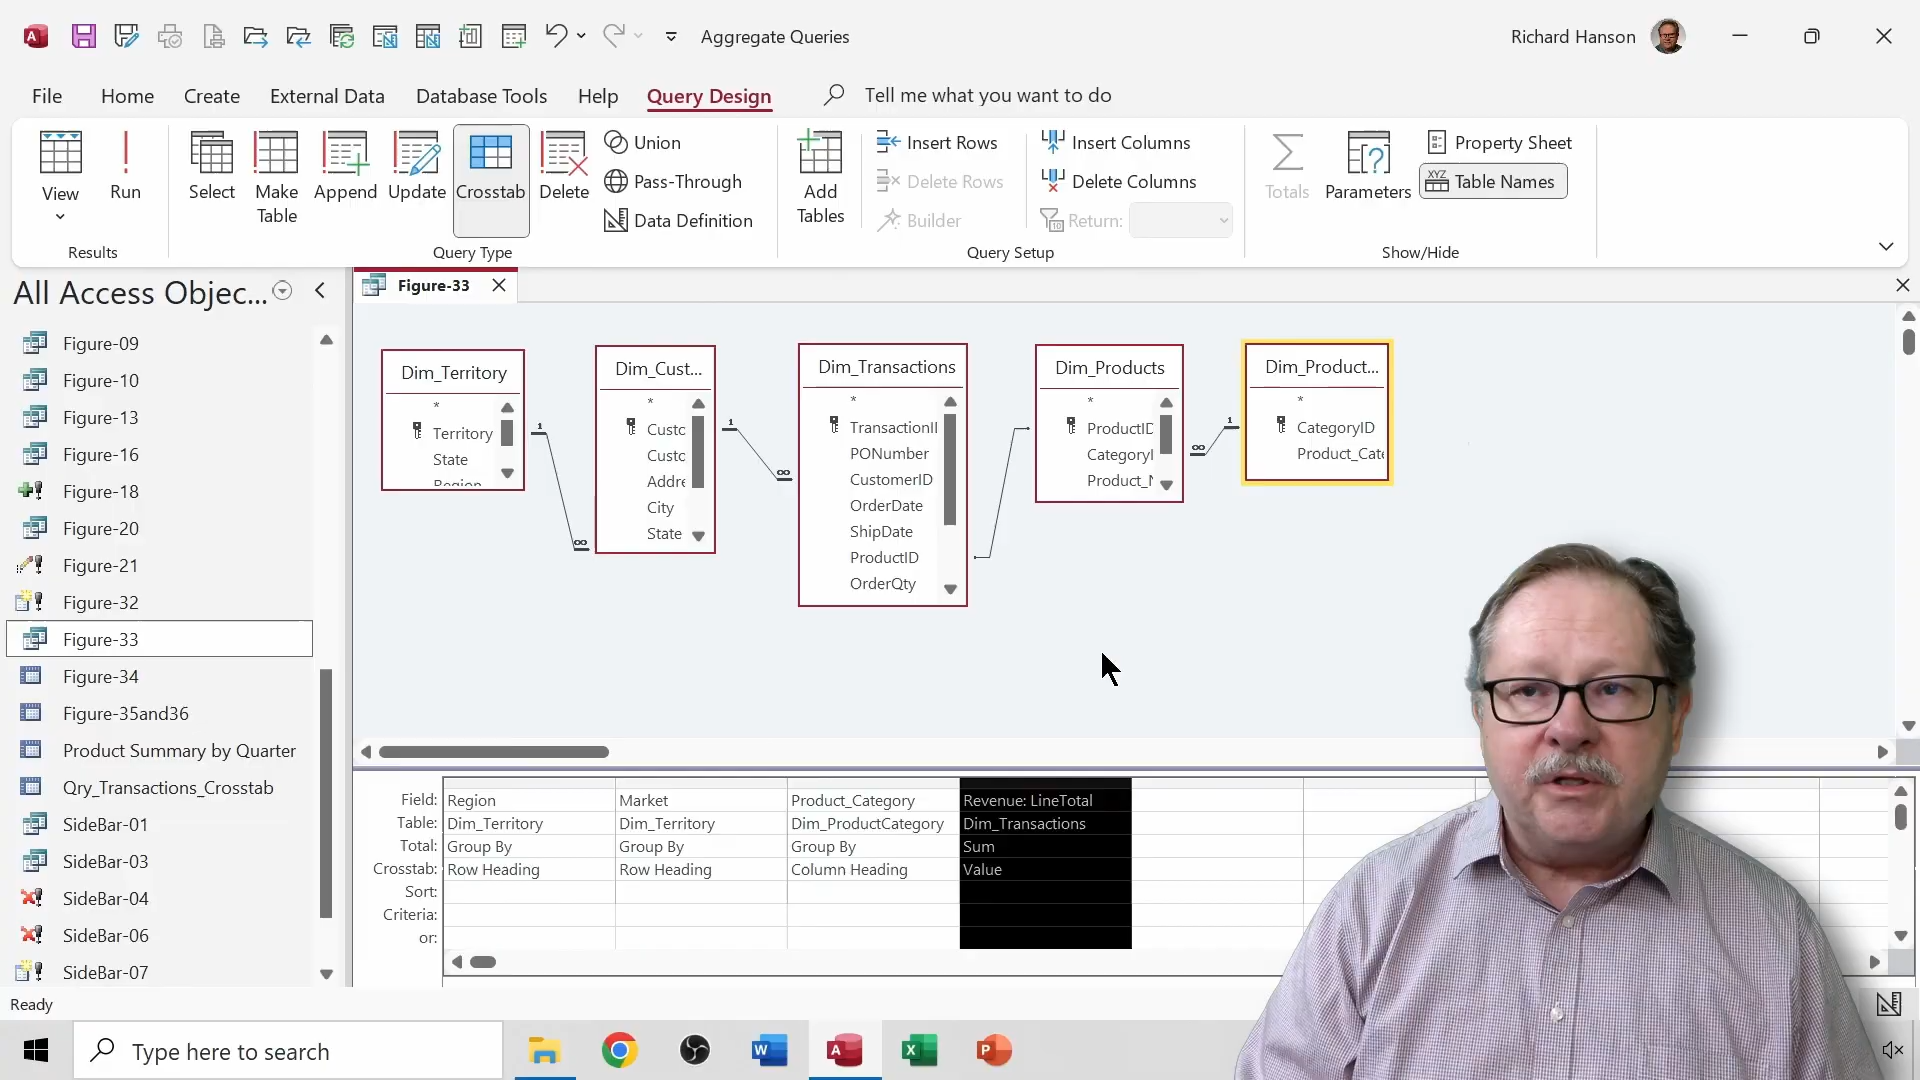 Aggregate Queries
Richard Hanson
File
Home
Create
External Data
Database Tools
Help
Query Design
Tell me what you want to do
View
Run
Select
Make
Table
Append
Update
Crosstab
Delete
Union
Pass-Through
Data Definition
Add
Tables
Insert Rows
Delete Rows
Builder
Insert Columns
Delete Columns
Return:
Totals
Parameters
Property Sheet
Table Names
Results
Query Type
Query Setup
Show/Hide
All Access Objec...
Figure-33
Figure-09
Figure-10
Figure-13
Figure-16
Figure-18
Figure-20
Figure-21
Figure-32
Figure-33
Figure-34
Figure-35and36
Product Summary by Quarter
Qry_Transactions_Crosstab
SideBar-01
SideBar-03
SideBar-04
SideBar-06
SideBar-07
Dim_Territory
*
Territory
State
Region
Dim_Cust...
*
Custo
Custo
Addre
City
State
Dim_Transactions
*
TransactionI
PONumber
CustomerID
OrderDate
ShipDate
ProductID
OrderQty
Dim_Products
*
ProductID
CategoryI
Product_N
Dim_Product...
*
CategoryID
Product_Cate
1
∞
1
∞
∞
1
Field: Region Market Product_Category Revenue: LineTotal
Table: Dim_Territory Dim_Territory Dim_ProductCategory Dim_Transactions
Total: Group By Group By Group By Sum
Crosstab: Row Heading Row Heading Column Heading Value
Sort:
Criteria:
or:
Ready
Type here to search